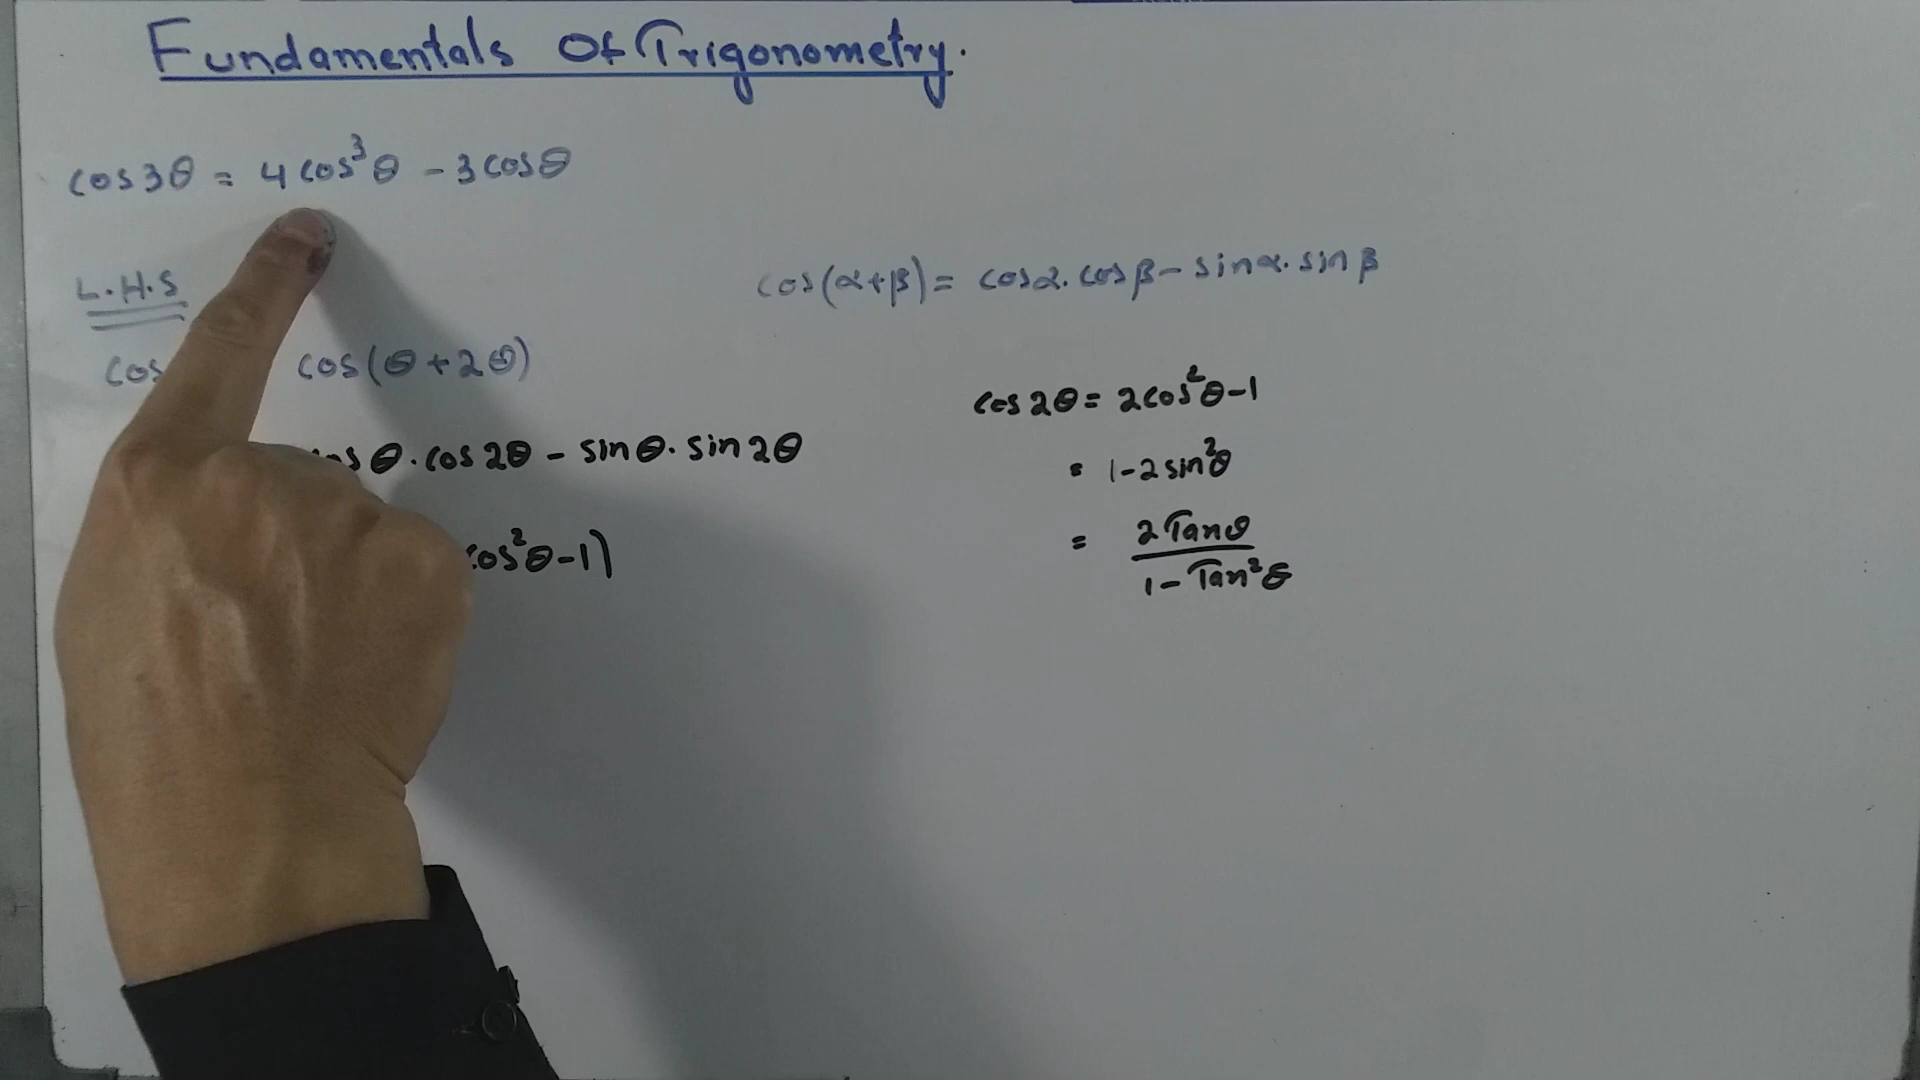 Fundamentals Of Trigonometry.
cos3θ = 4cos³θ - 3cosθ
L.H.S
cos(α+β) = cosα.cosβ - sinα.sinβ
cos(θ+2θ)
θ.cos2θ - sinθ.sin2θ
cos²θ-1)
cos2θ = 2cos²θ-1
= 1-2sin²θ
= 2Tanθ
1-Tan²θ